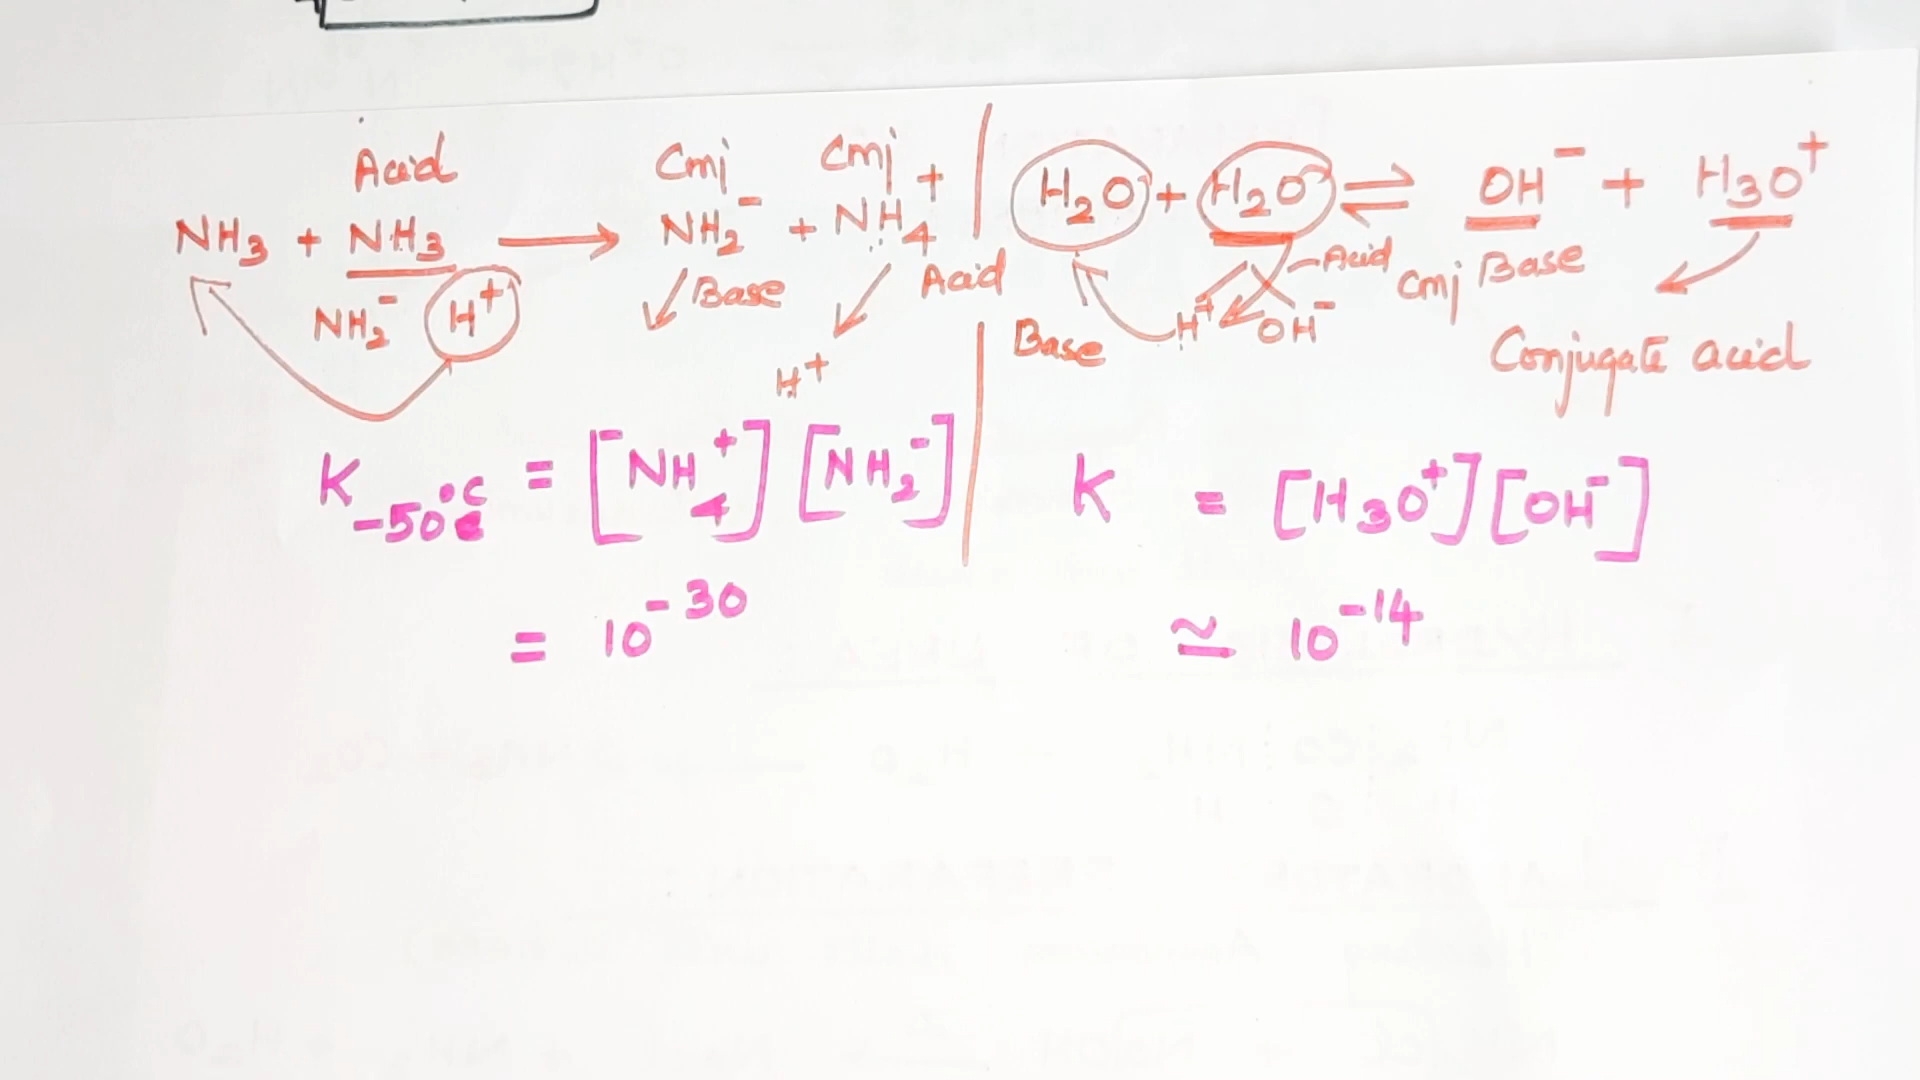 Acid Cmj Cmj
NH₃ + NH₃ → NH₂⁻ + NH₄⁺
NH₂⁻ H⁺ Base Acid
H⁺
K₋₅₀°C = [NH₄⁺] [NH₂⁻]
= 10⁻³⁰
H₂O + H₂O ⇌ OH⁻ + H₃O⁺
- Acid Cmj Base
Base H⁺ OH⁻ Conjugate acid
K = [H₃O⁺] [OH⁻]
≃ 10⁻¹⁴